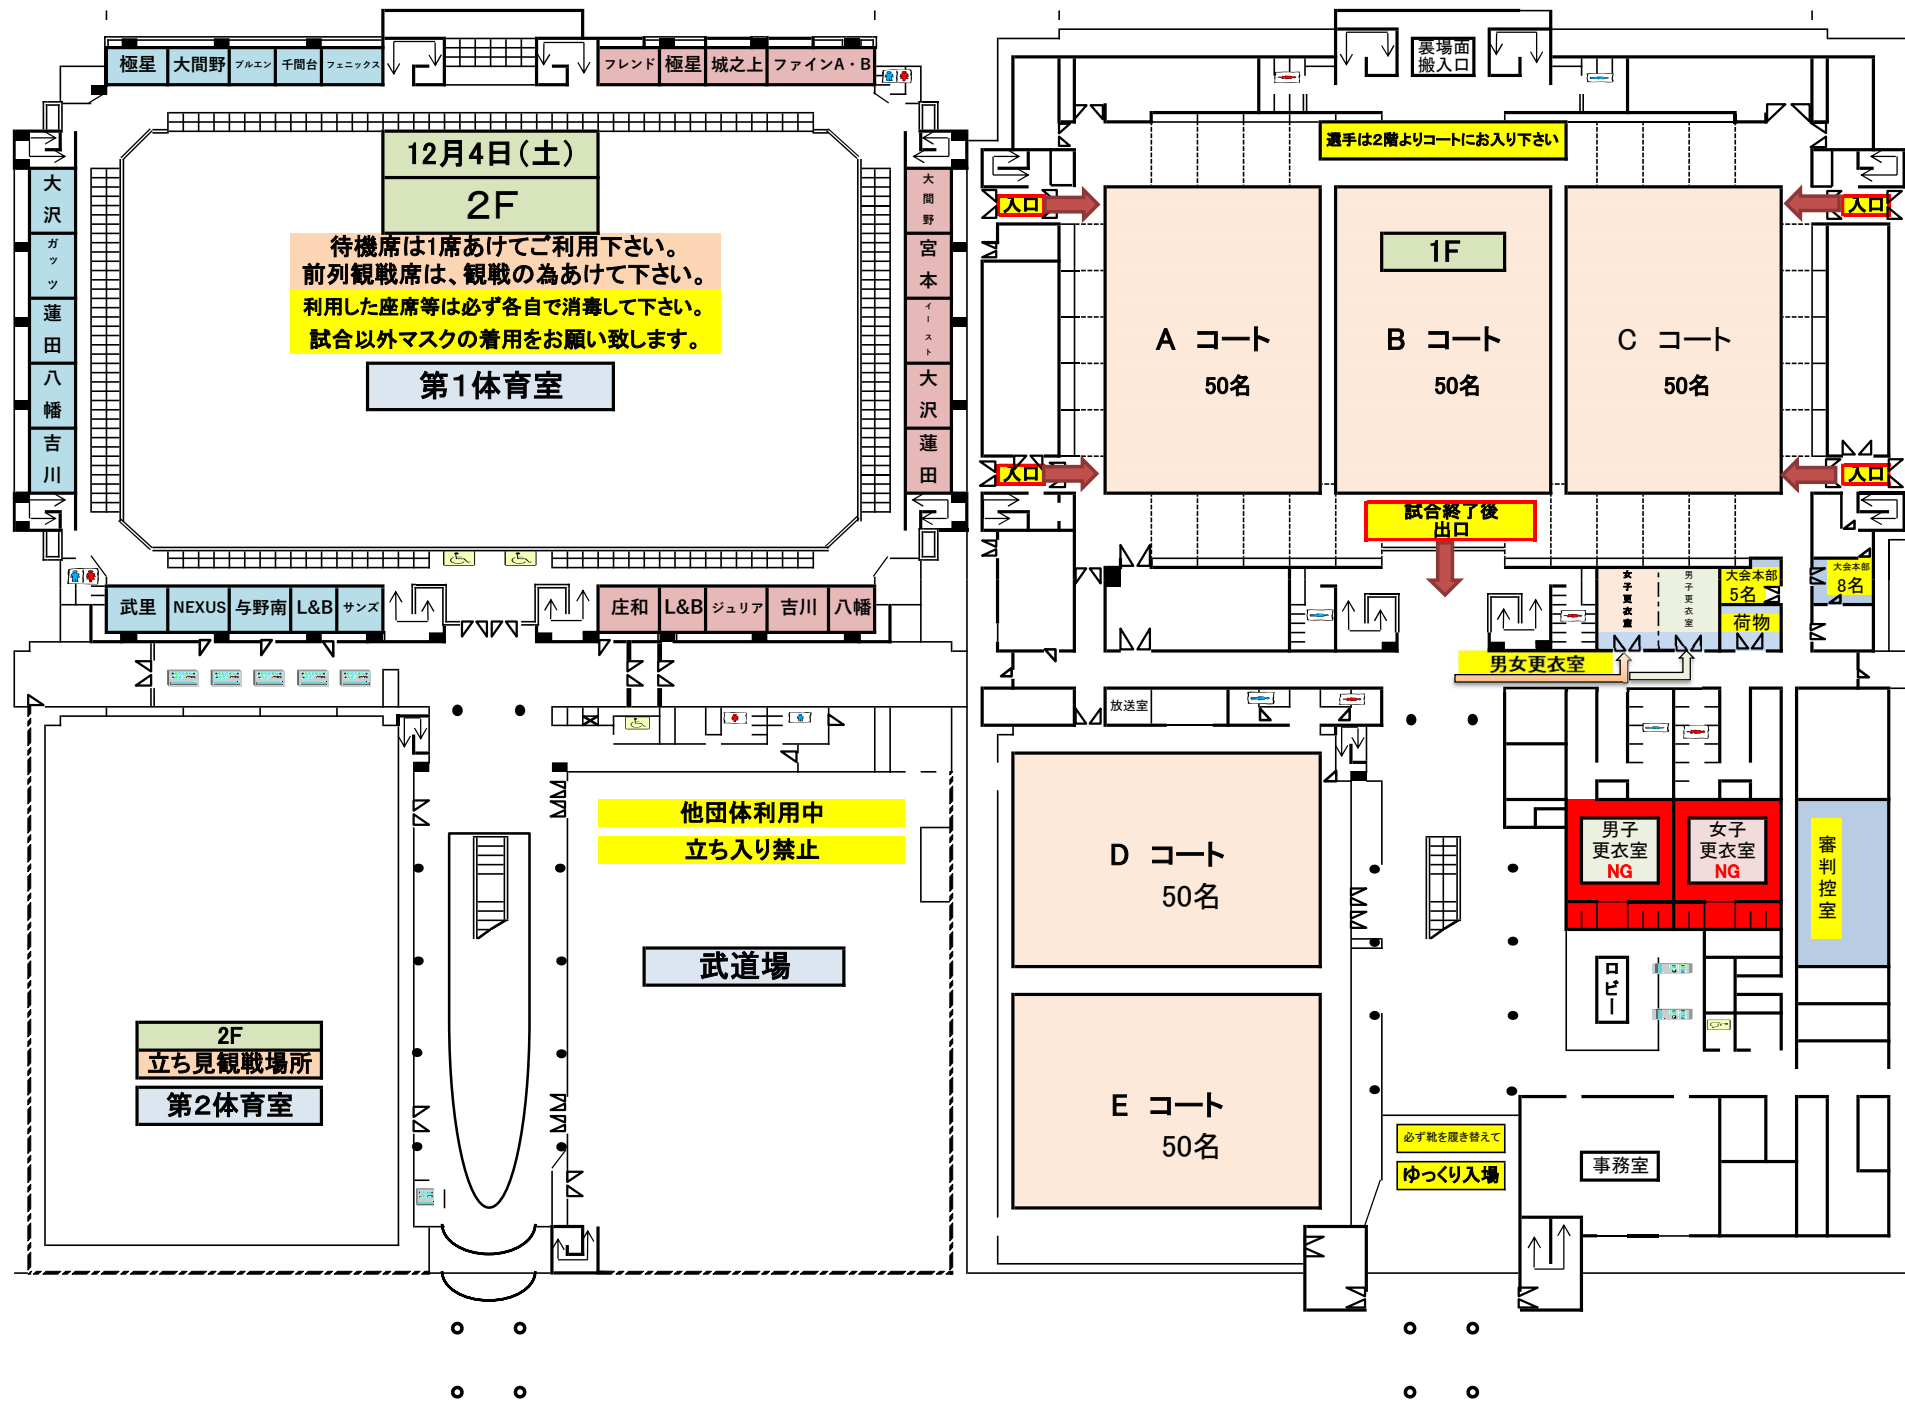 極星
大間野
ブルエン
千間台
フェニックス
フレンド
極星
城之上
ファインA・B
12月4日(土)
2F
待機席は1席あけてご利用下さい。
前列観戦席は、観戦の為あけて下さい。
利用した座席等は必ず各自で消毒して下さい。
試合以外マスクの着用をお願い致します。
第1体育室
大沢
ガッツ
蓮田
八幡
吉川
大間野
宮本
イースト
大沢
蓮田
武里
NEXUS
与野南
L&B
サンズ
庄和
L&B
ジュリア
吉川
八幡
他団体利用中
立ち入り禁止
武道場
2F
立ち見観戦場所
第2体育室
裏場面
搬入口
選手は2階よりコートにお入り下さい
入口
入口
1F
A コート
50名
B コート
50名
C コート
50名
入口
入口
試合終了後
出口
女子更衣室
男子更衣室
大会本部
5名
荷物
大会本部
8名
男女更衣室
放送室
D コート
50名
E コート
50名
男子
更衣室
NG
女子
更衣室
NG
審判控室
ロビー
必ず靴を履き替えて
ゆっくり入場
事務室